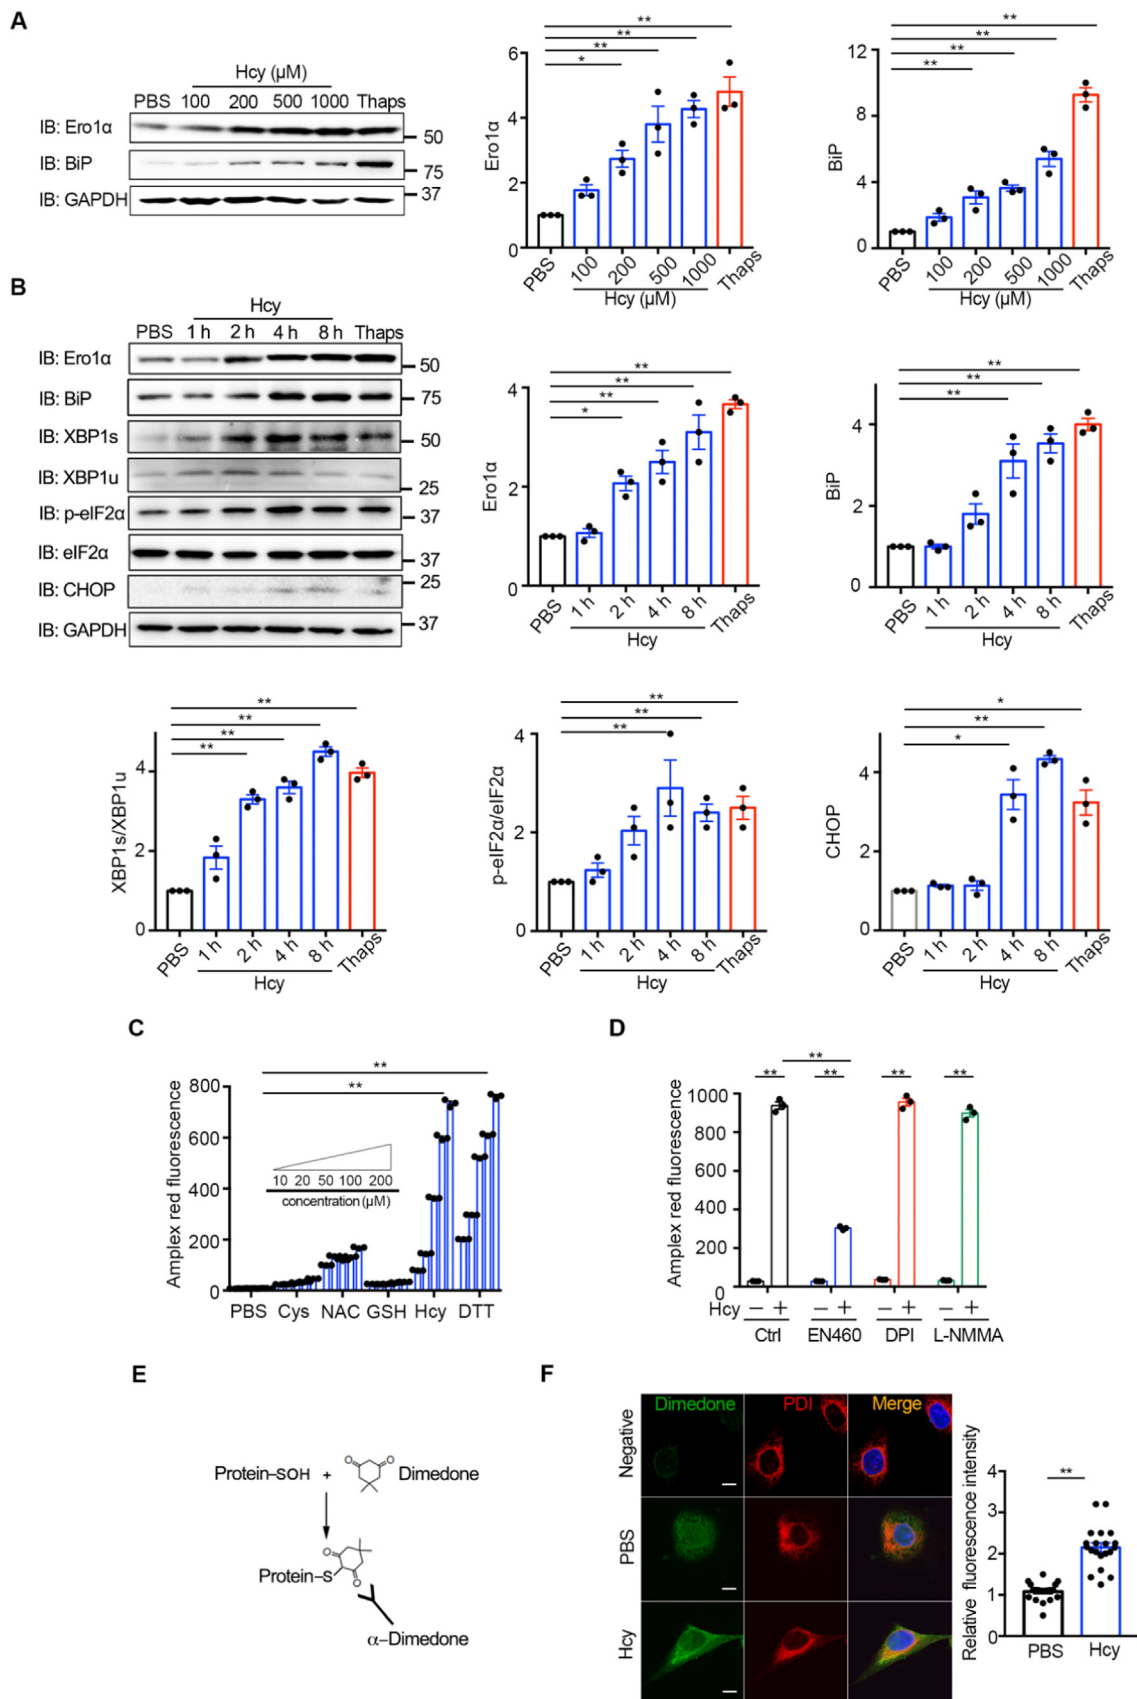 A
Hcy (µM)
PBS 100 200 500 1000 Thaps
IB: Ero1α
50
IB: BiP
75
IB: GAPDH
37
Ero1α
6
4
2
0
*
**
**
**
PBS 100 200 500 1000 Thaps
Hcy (µM)
BiP
12
8
4
0
**
**
**
**
PBS 100 200 500 1000 Thaps
Hcy (µM)
B
Hcy
PBS 1 h 2 h 4 h 8 h Thaps
IB: Ero1α
50
IB: BiP
75
IB: XBP1s
50
IB: XBP1u
25
IB: p-eIF2α
37
IB: eIF2α
37
IB: CHOP
25
IB: GAPDH
37
Ero1α
4
2
0
**
**
**
*
PBS 1 h 2 h 4 h 8 h Thaps
Hcy
BiP
4
2
0
**
**
**
PBS 1 h 2 h 4 h 8 h Thaps
Hcy
XBP1s/XBP1u
4
2
0
**
**
**
**
PBS 1 h 2 h 4 h 8 h Thaps
Hcy
p-eIF2α/eIF2α
4
2
0
**
**
**
PBS 1 h 2 h 4 h 8 h Thaps
Hcy
CHOP
4
2
0
*
**
*
PBS 1 h 2 h 4 h 8 h Thaps
Hcy
C
Amplex red fluorescence
800
600
400
200
0
**
**
10 20 50 100 200
concentration (µM)
PBS Cys NAC GSH Hcy DTT
D
Amplex red fluorescence
1000
800
600
400
200
0
**
** ** ** **
Hcy − + − + − + − +
Ctrl EN460 DPI L-NMMA
E
Protein–SOH + O O Dimedone
Protein–S O O
α–Dimedone
F
Dimedone PDI Merge
Negative
PBS
Hcy
Relative fluorescence intensity
4
3
2
1
0
**
PBS Hcy